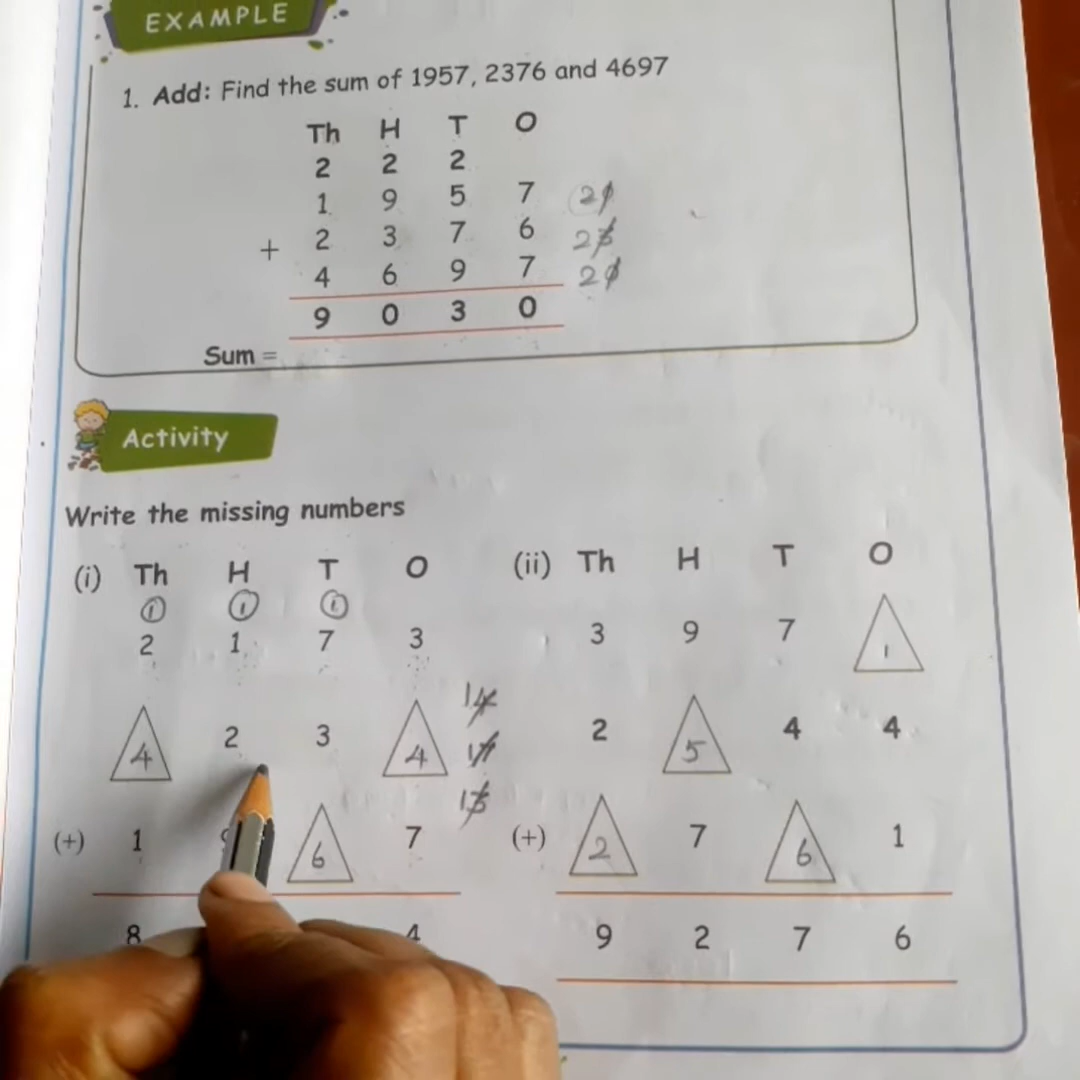 EXAMPLE
1. Add: Find the sum of 1957, 2376 and 4697
Th H T O
2 2 2
1 9 5 7
+ 2 3 7 6
4 6 9 7
9 0 3 0
Sum =
Activity
Write the missing numbers
(i) Th H T O
1 1 1
2 1 7 3
4 2 3 4
(+) 1 6 7
8 4
(ii) Th H T O
3 9 7 1
2 5 4 4
(+) 2 7 6 1
9 2 7 6